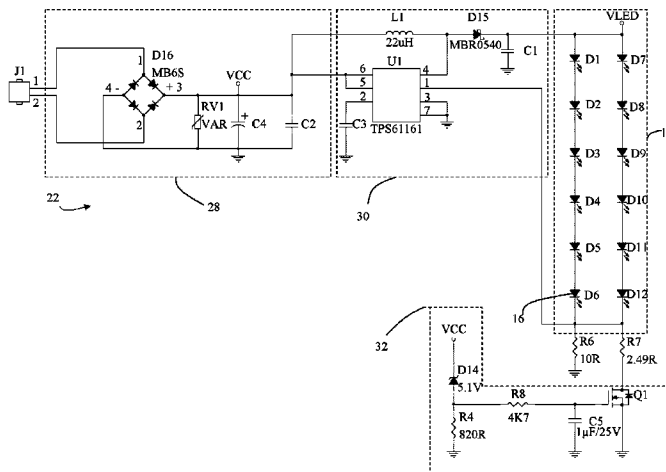 L1
D15
VLED
22uH
MBR0540
C1
D1
D7
J1
D16
MB6S
1
1
2
4 -
+ 3
2
VCC
RV1
VAR
C4
C2
U1
6
5
2
4
1
3
7
C3
TPS61161
D2
D8
D3
D9
D4
D10
D5
D11
D6
D12
22
28
30
16
1
32
VCC
R6
10R
R7
2.49R
D14
5.1V
R8
4K7
Q1
R4
820R
C5
1μF/25V